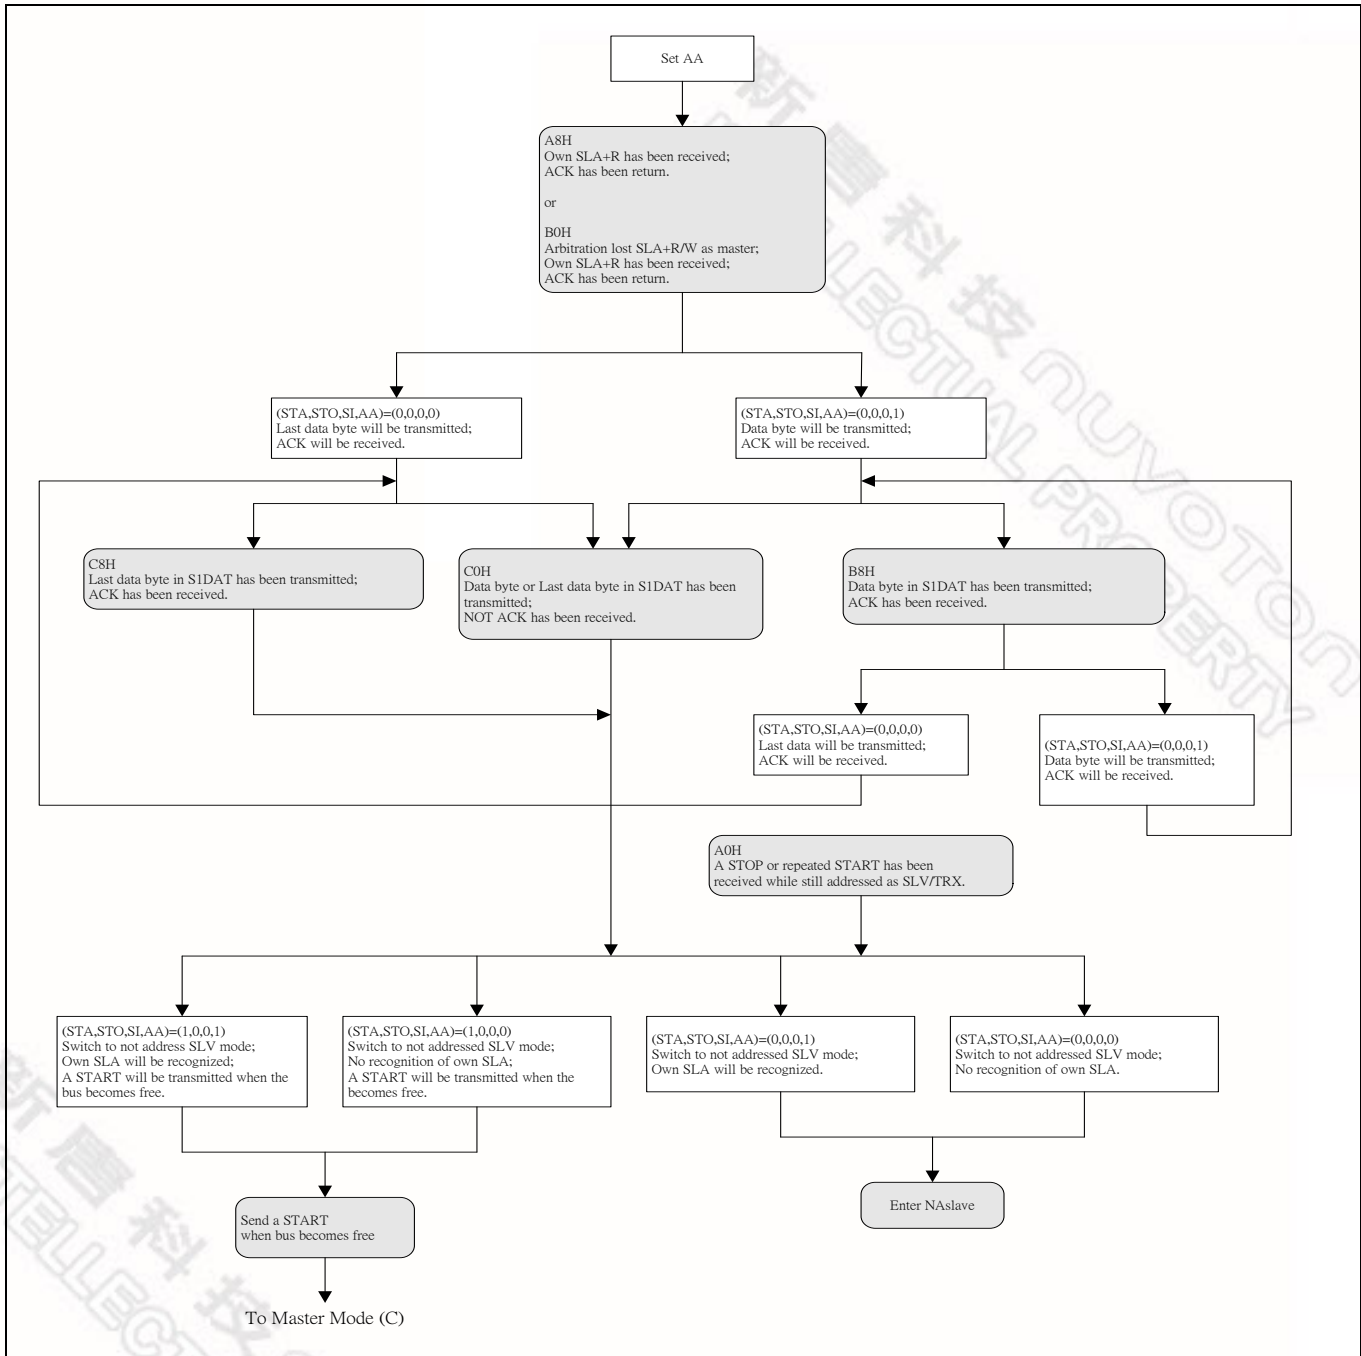 Set AA
A8H
Own SLA+R has been received;
ACK has been return.
or
B0H
Arbitration lost SLA+R/W as master;
Own SLA+R has been received;
ACK has been return.
(STA,STO,SI,AA)=(0,0,0,0)
Last data byte will be transmitted;
ACK will be received.
(STA,STO,SI,AA)=(0,0,0,1)
Data byte will be transmitted;
ACK will be received.
C8H
Last data byte in S1DAT has been transmitted;
ACK has been received.
C0H
Data byte or Last data byte in S1DAT has been
transmitted;
NOT ACK has been received.
B8H
Data byte in S1DAT has been transmitted;
ACK has been received.
(STA,STO,SI,AA)=(0,0,0,0)
Last data will be transmitted;
ACK will be received.
(STA,STO,SI,AA)=(0,0,0,1)
Data byte will be transmitted;
ACK will be received.
A0H
A STOP or repeated START has been
received while still addressed as SLV/TRX.
(STA,STO,SI,AA)=(1,0,0,1)
Switch to not address SLV mode;
Own SLA will be recognized;
A START will be transmitted when the
bus becomes free.
(STA,STO,SI,AA)=(1,0,0,0)
Switch to not addressed SLV mode;
No recognition of own SLA;
A START will be transmitted when the
becomes free.
(STA,STO,SI,AA)=(0,0,0,1)
Switch to not addressed SLV mode;
Own SLA will be recognized.
(STA,STO,SI,AA)=(0,0,0,0)
Switch to not addressed SLV mode;
No recognition of own SLA.
Send a START
when bus becomes free
Enter NAslave
To Master Mode (C)
新唐科技 nuvoton
INTELLECTUAL PROPERTY
新唐科技
INTELLECTUAL